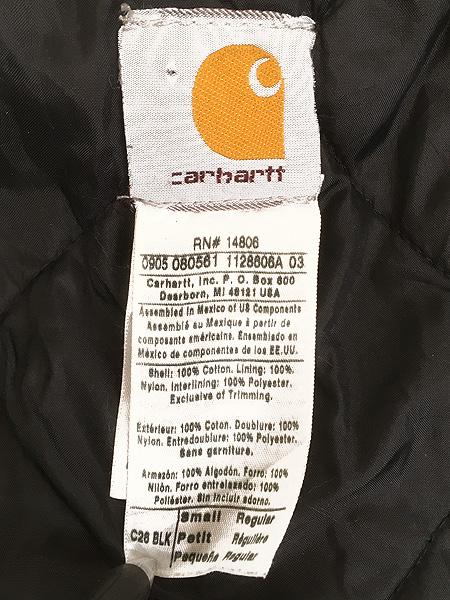 carhartt
RN# 14806
0905 080561 1128606A 03
Carhartt, Inc. P. O. Box 600
Dearborn, MI 48121 USA
Assembled in Mexico of US Components
Assemblé au Mexique à partir de
composants américaine. Ensamblado en
México de componentes de los EE.UU.
Shell: 100% Cotton. Lining: 100%
Nylon. Interlining: 100% Polyester.
Exclusive of Trimming.
Extérieur: 100% Coton. Doublure: 100%
Nylon. Entredoublure: 100% Polyester.
Sans garniture.
Armazón: 100% Algodón. Forro: 100%
Nilón. Forro entrelazado: 100%
Poliéster. Sin incluir adorno.
Small Regular
C26 BLK Petit Régulière
Pequeño Regular